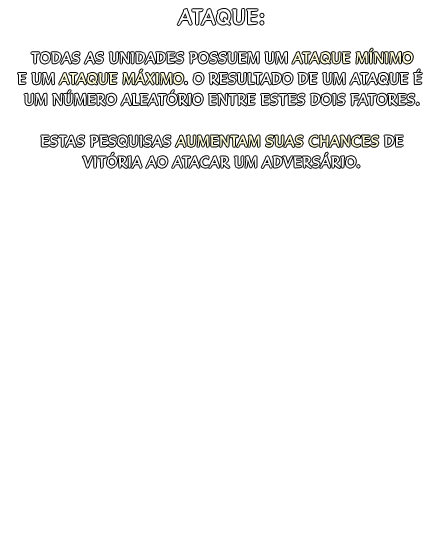 ATAQUE:
TODAS AS UNIDADES POSSUEM UM ATAQUE MÍNIMO
E UM ATAQUE MÁXIMO. O RESULTADO DE UM ATAQUE É
UM NÚMERO ALEATÓRIO ENTRE ESTES DOIS FATORES.
ESTAS PESQUISAS AUMENTAM SUAS CHANCES DE
VITÓRIA AO ATACAR UM ADVERSÁRIO.